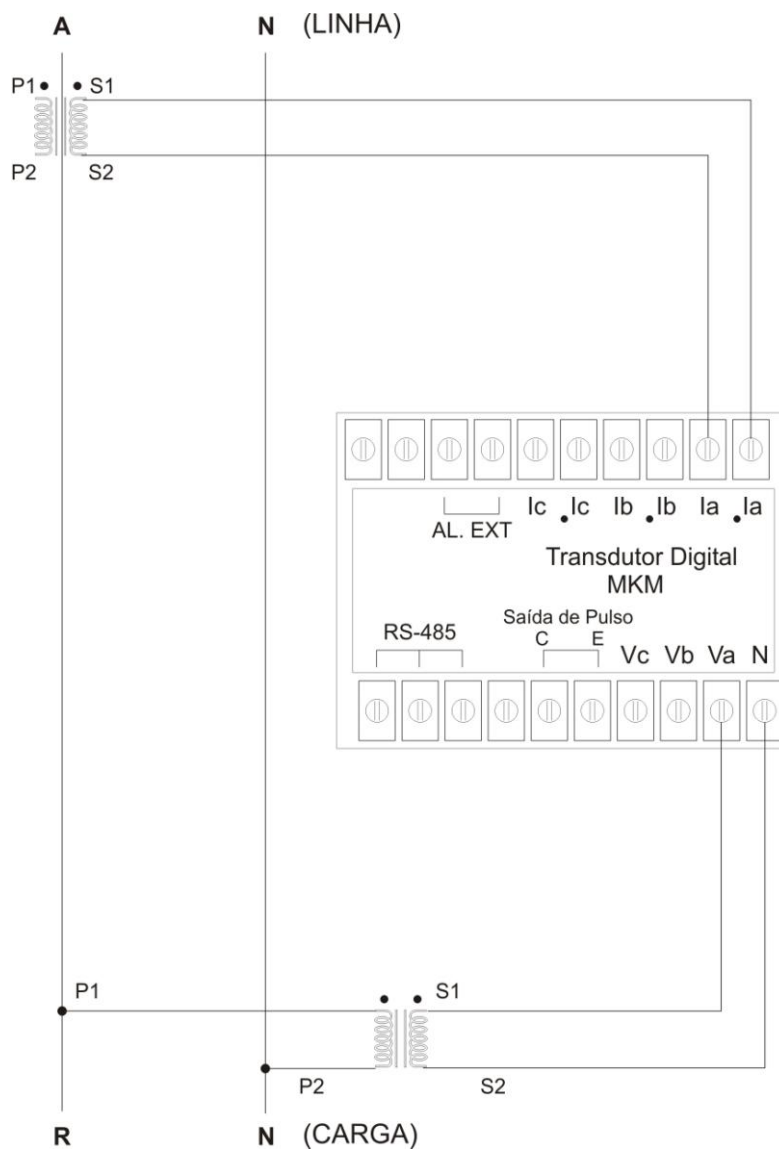 A N (LINHA)
P1 S1
P2 S2
Ic Ic Ib Ib Ia Ia
AL. EXT
Transdutor Digital
MKM
Saída de Pulso
RS-485 C E
Vc Vb Va N
P1 S1
P2 S2
R N (CARGA)